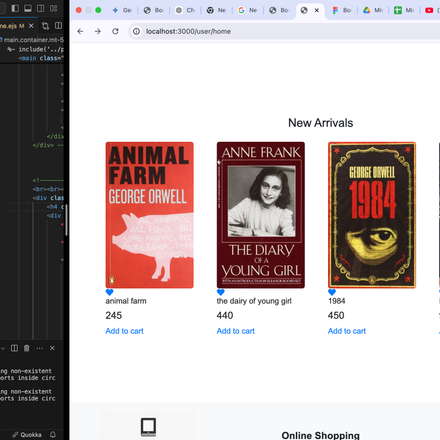 ne.ejs M
main.container.mt-5
include('../p
<main class="
</div>
</div>
<!--
<br><br>
<div clas
<h4 c
<div
ng non-existent
ports inside circ
ng non-existent
ports inside circ
Quokka
Ge
Bo
Ch
Ne
Ne
Bo
Bo
Mi
Mi
localhost:3000/user/home
New Arrivals
ANIMAL
FARM
GEORGE ORWELL
ANNE FRANK
THE DIARY
OF A
YOUNG GIRL
GEORGE ORWELL
1984
animal farm
the dairy of young girl
1984
245
440
450
Add to cart
Add to cart
Add to cart
Online Shopping